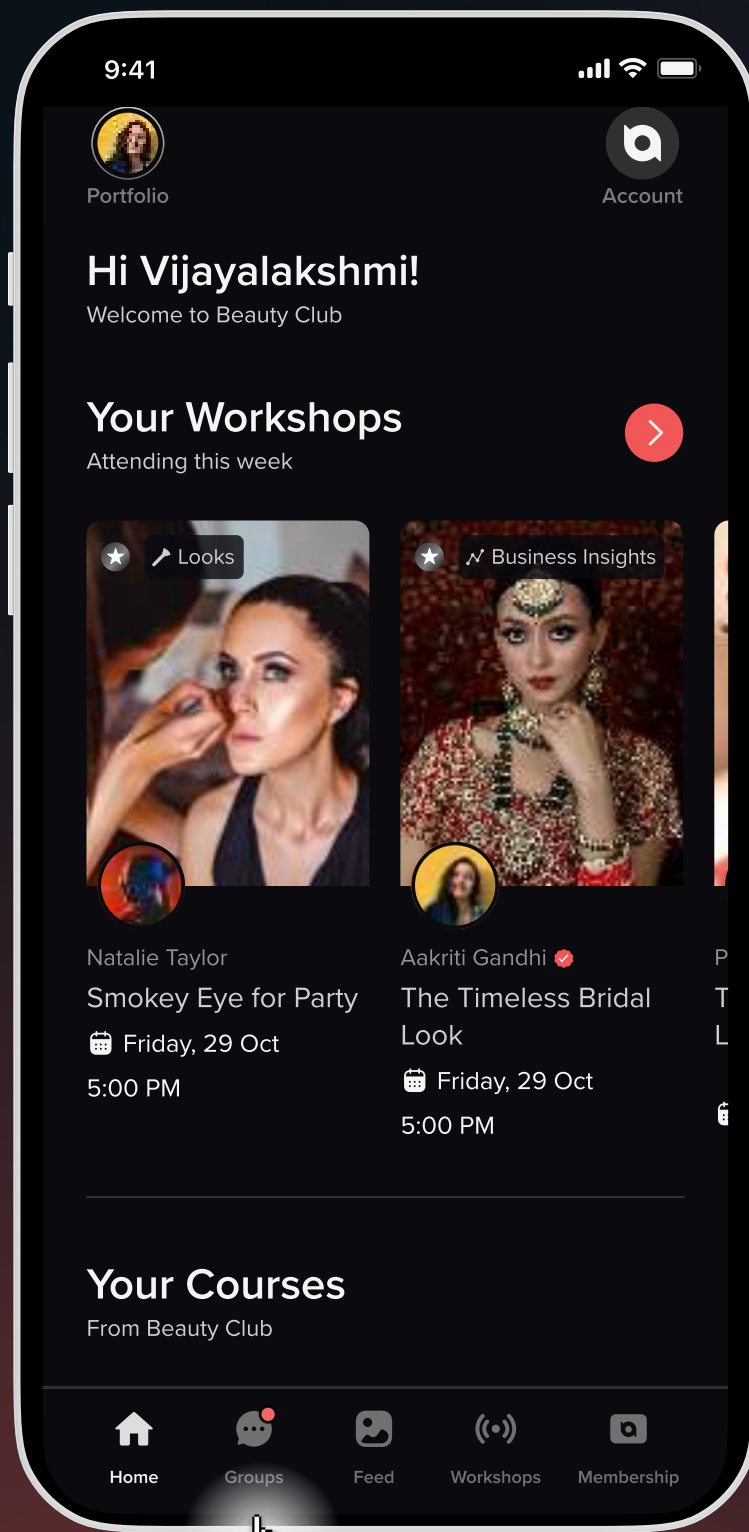 9:41
Portfolio
Account
Hi Vijayalakshmi!
Welcome to Beauty Club
Your Workshops
Attending this week
Looks
Business Insights
Natalie Taylor
Smokey Eye for Party
Friday, 29 Oct
5:00 PM
Aakriti Gandhi
The Timeless Bridal
Look
Friday, 29 Oct
5:00 PM
P
T
L
Your Courses
From Beauty Club
Home
Groups
Feed
Workshops
Membership